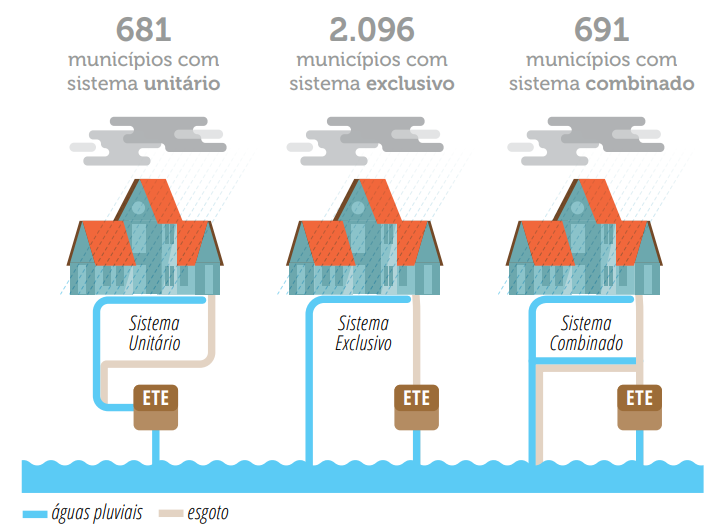 681
municípios com
sistema unitário
2.096
municípios com
sistema exclusivo
691
municípios com
sistema combinado
Sistema
Unitário
ETE
Sistema
Exclusivo
ETE
Sistema
Combinado
ETE
águas pluviais
esgoto